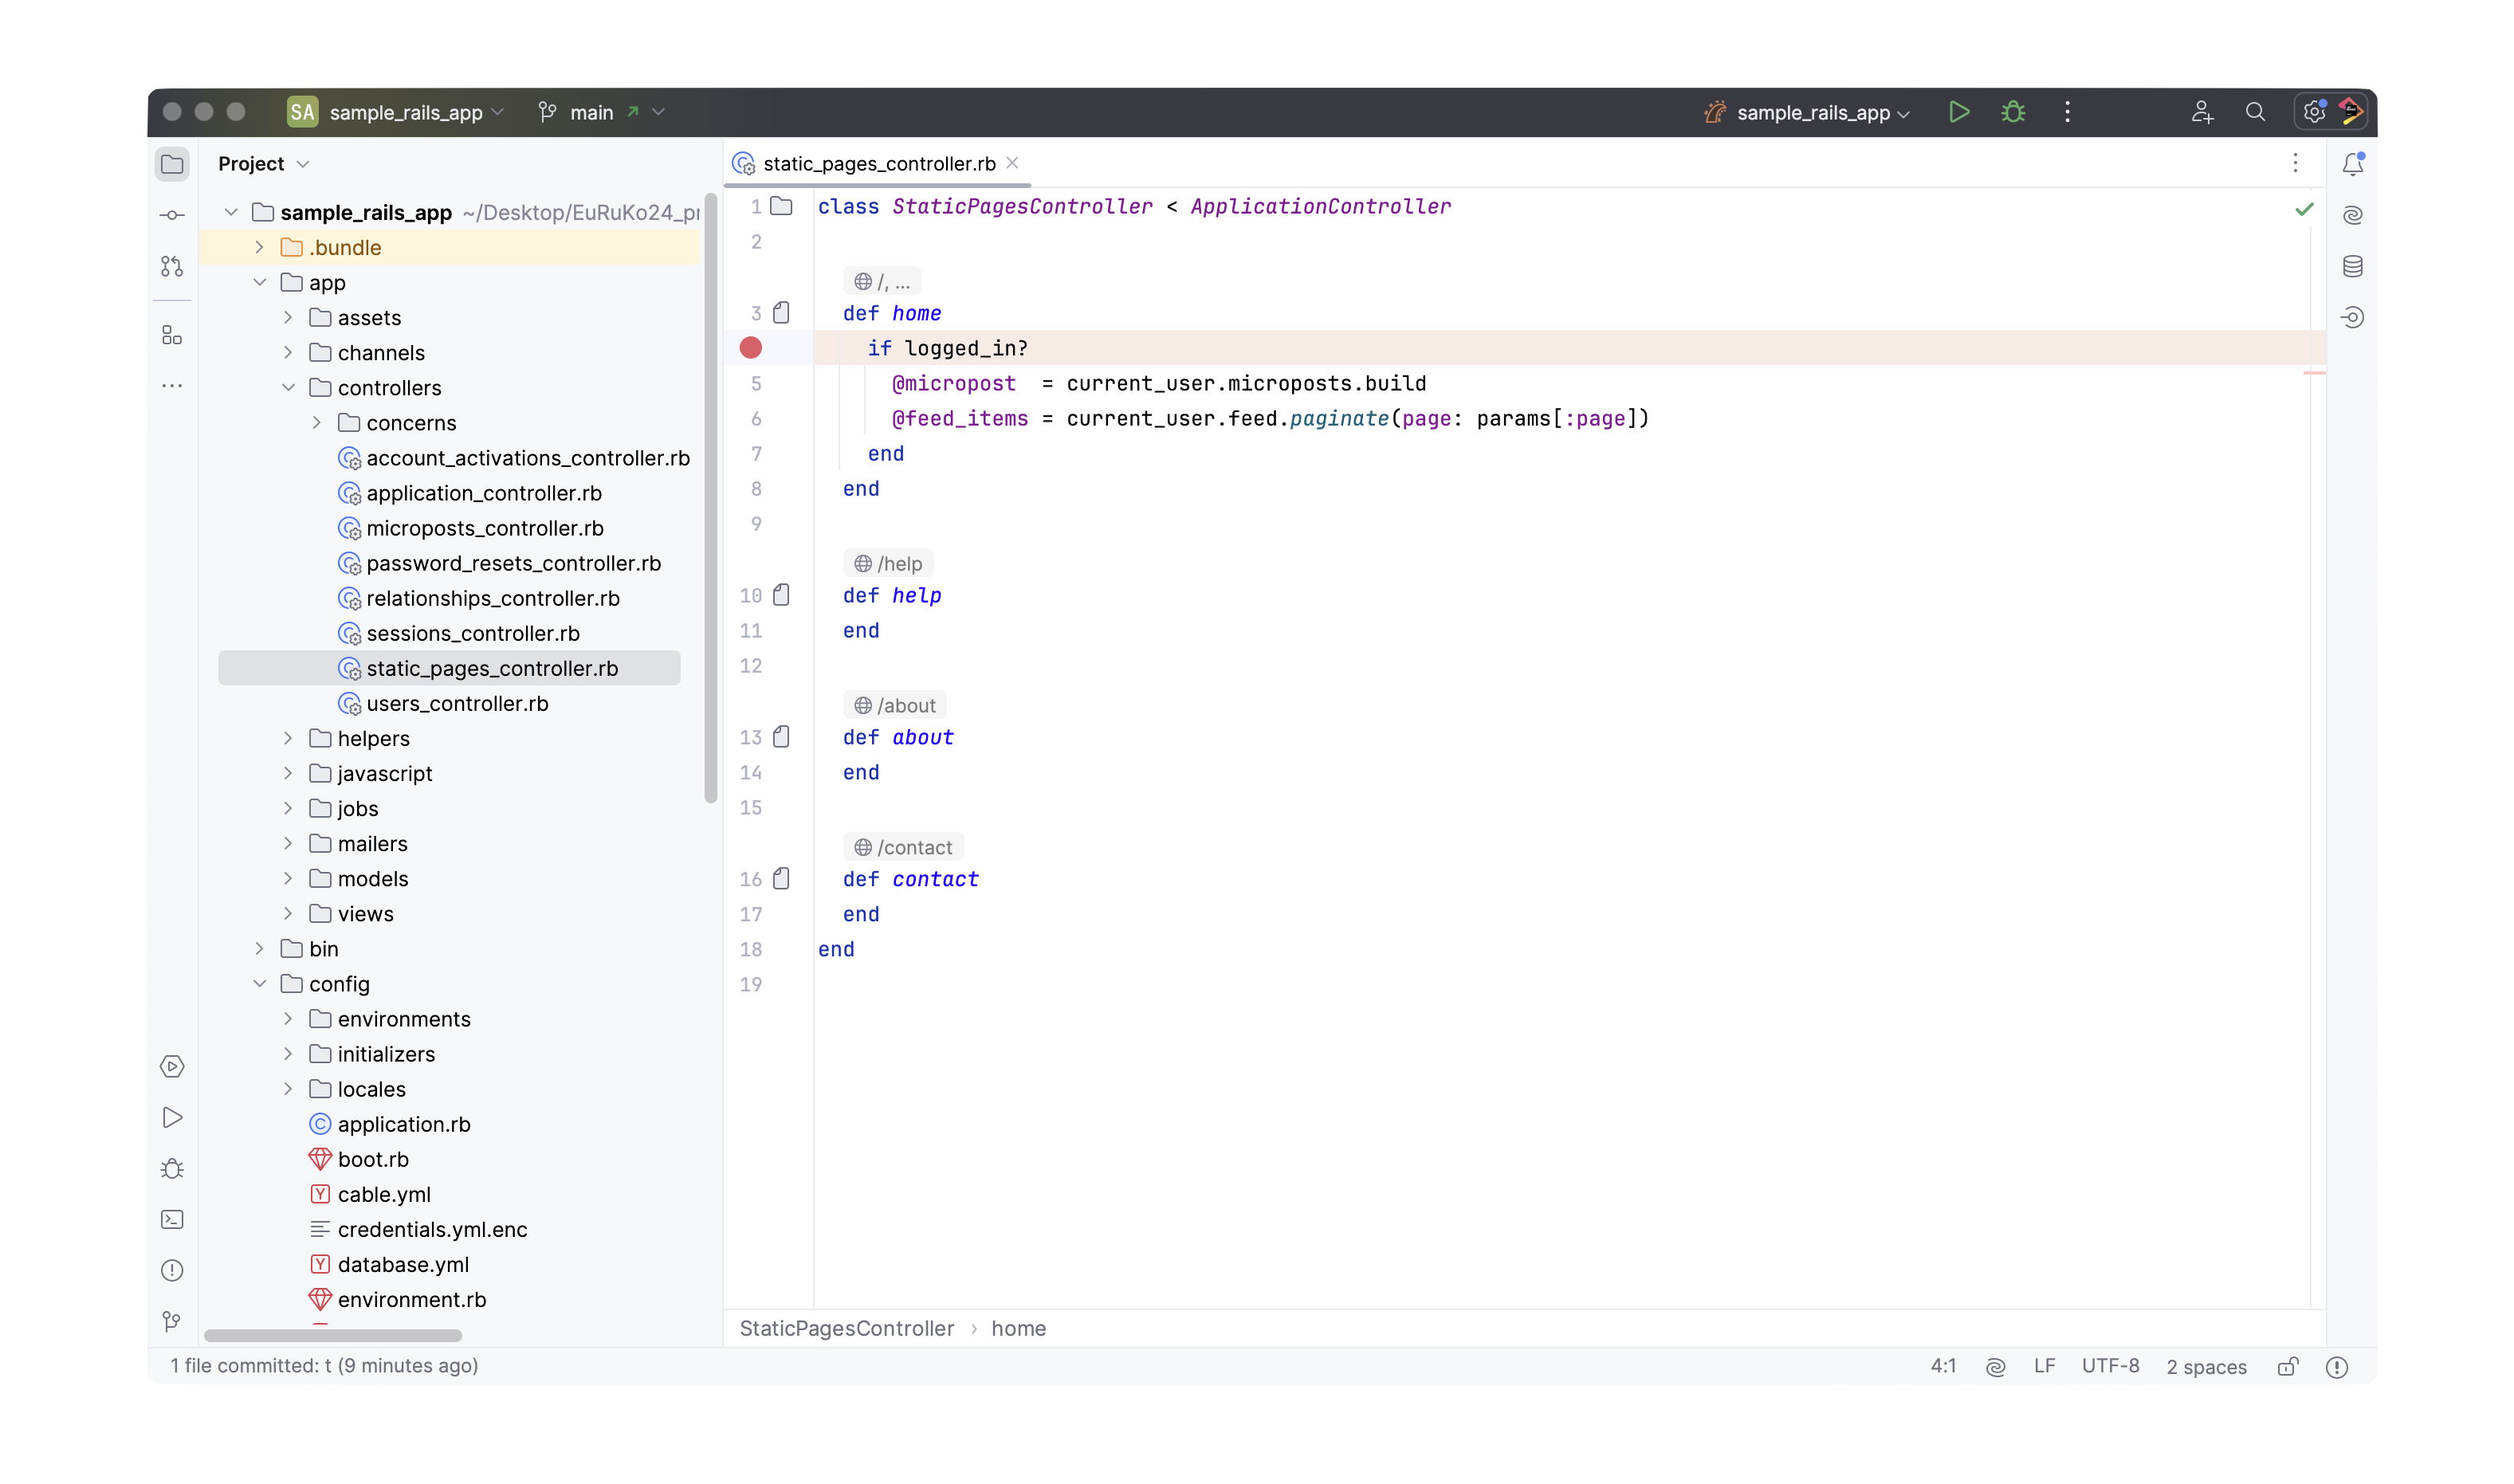 SA sample_rails_app main sample_rails_app
Project
sample_rails_app ~/Desktop/EuRuKo24_pr
.bundle
app
assets
channels
controllers
concerns
account_activations_controller.rb
application_controller.rb
microposts_controller.rb
password_resets_controller.rb
relationships_controller.rb
sessions_controller.rb
static_pages_controller.rb
users_controller.rb
helpers
javascript
jobs
mailers
models
views
bin
config
environments
initializers
locales
application.rb
boot.rb
cable.yml
credentials.yml.enc
database.yml
environment.rb
static_pages_controller.rb
1 class StaticPagesController < ApplicationController
2
/, ...
3 def home
if logged_in?
5 @micropost = current_user.microposts.build
6 @feed_items = current_user.feed.paginate(page: params[:page])
7 end
8 end
9
/help
10 def help
11 end
12
/about
13 def about
14 end
15
/contact
16 def contact
17 end
18 end
19
StaticPagesController › home
1 file committed: t (9 minutes ago) 4:1 LF UTF-8 2 spaces